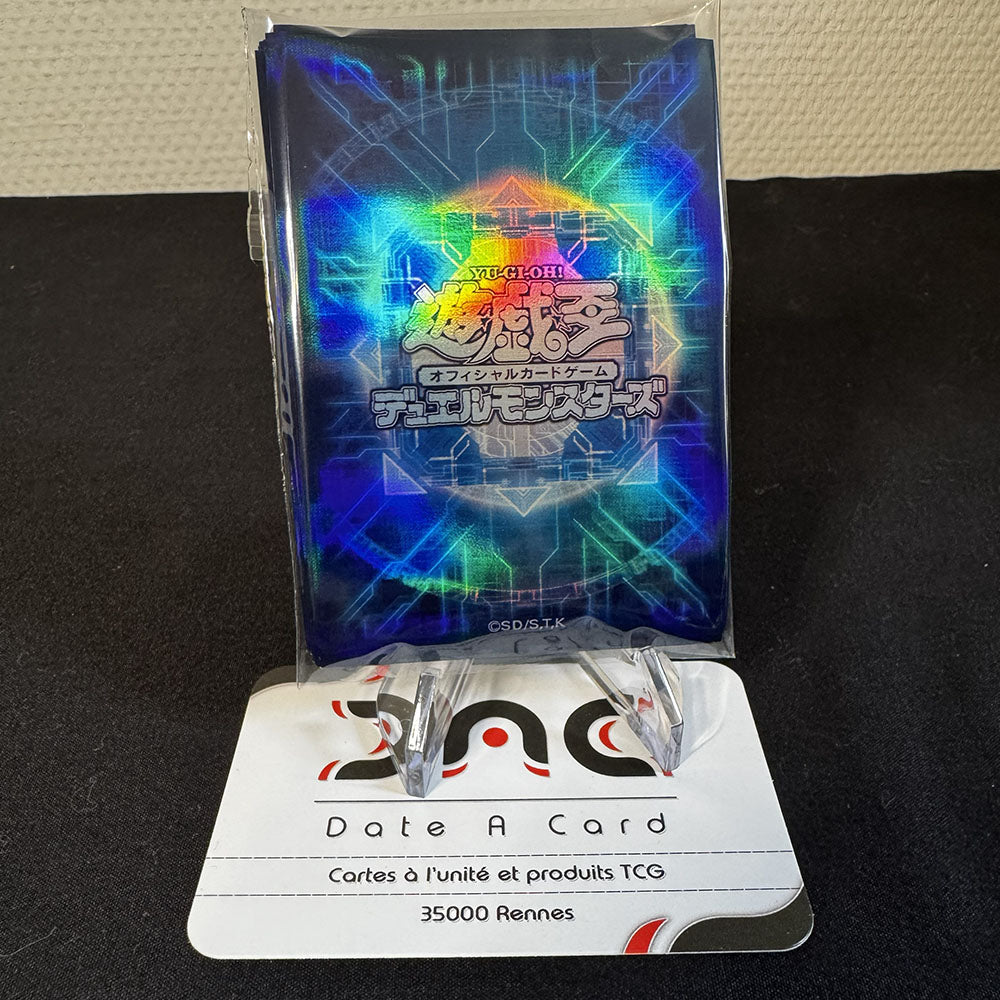 YU-GI-OH!
遊戯王
オフィシャルカードゲーム
デュエルモンスターズ
©SD/S,T,K
DAC
Date A Card
Cartes à l'unité et produits TCG
35000 Rennes